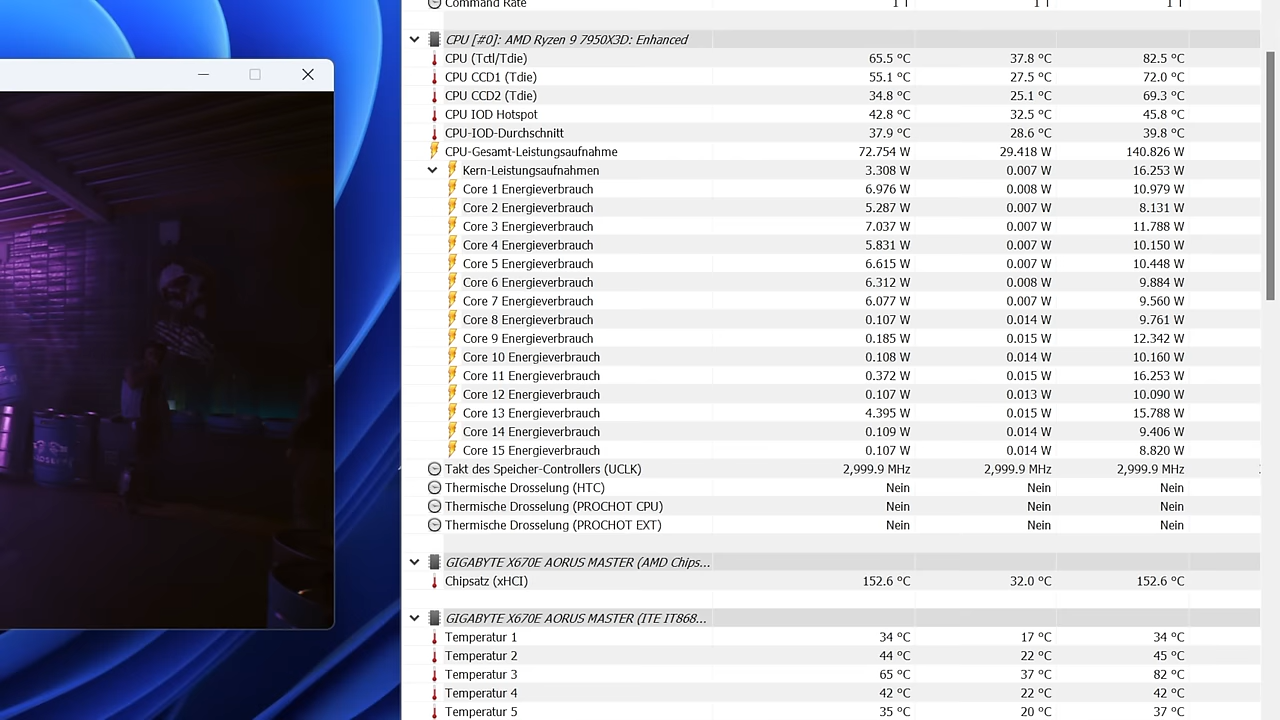 Command Rate 1 T 1 T 1 T
CPU [#0]: AMD Ryzen 9 7950X3D: Enhanced
CPU (Tctl/Tdie) 65.5 °C 37.8 °C 82.5 °C
CPU CCD1 (Tdie) 55.1 °C 27.5 °C 72.0 °C
CPU CCD2 (Tdie) 34.8 °C 25.1 °C 69.3 °C
CPU IOD Hotspot 42.8 °C 32.5 °C 45.8 °C
CPU-IOD-Durchschnitt 37.9 °C 28.6 °C 39.8 °C
CPU-Gesamt-Leistungsaufnahme 72.754 W 29.418 W 140.826 W
Kern-Leistungsaufnahmen 3.308 W 0.007 W 16.253 W
Core 1 Energieverbrauch 6.976 W 0.008 W 10.979 W
Core 2 Energieverbrauch 5.287 W 0.007 W 8.131 W
Core 3 Energieverbrauch 7.037 W 0.007 W 11.788 W
Core 4 Energieverbrauch 5.831 W 0.007 W 10.150 W
Core 5 Energieverbrauch 6.615 W 0.007 W 10.448 W
Core 6 Energieverbrauch 6.312 W 0.008 W 9.884 W
Core 7 Energieverbrauch 6.077 W 0.007 W 9.560 W
Core 8 Energieverbrauch 0.107 W 0.014 W 9.761 W
Core 9 Energieverbrauch 0.185 W 0.015 W 12.342 W
Core 10 Energieverbrauch 0.108 W 0.014 W 10.160 W
Core 11 Energieverbrauch 0.372 W 0.015 W 16.253 W
Core 12 Energieverbrauch 0.107 W 0.013 W 10.090 W
Core 13 Energieverbrauch 4.395 W 0.015 W 15.788 W
Core 14 Energieverbrauch 0.109 W 0.014 W 9.406 W
Core 15 Energieverbrauch 0.107 W 0.014 W 8.820 W
Takt des Speicher-Controllers (UCLK) 2,999.9 MHz 2,999.9 MHz 2,999.9 MHz
Thermische Drosselung (HTC) Nein Nein Nein
Thermische Drosselung (PROCHOT CPU) Nein Nein Nein
Thermische Drosselung (PROCHOT EXT) Nein Nein Nein
GIGABYTE X670E AORUS MASTER (AMD Chips...
Chipsatz (xHCI) 152.6 °C 32.0 °C 152.6 °C
GIGABYTE X670E AORUS MASTER (ITE IT868...
Temperatur 1 34 °C 17 °C 34 °C
Temperatur 2 44 °C 22 °C 45 °C
Temperatur 3 65 °C 37 °C 82 °C
Temperatur 4 42 °C 22 °C 42 °C
Temperatur 5 35 °C 20 °C 37 °C